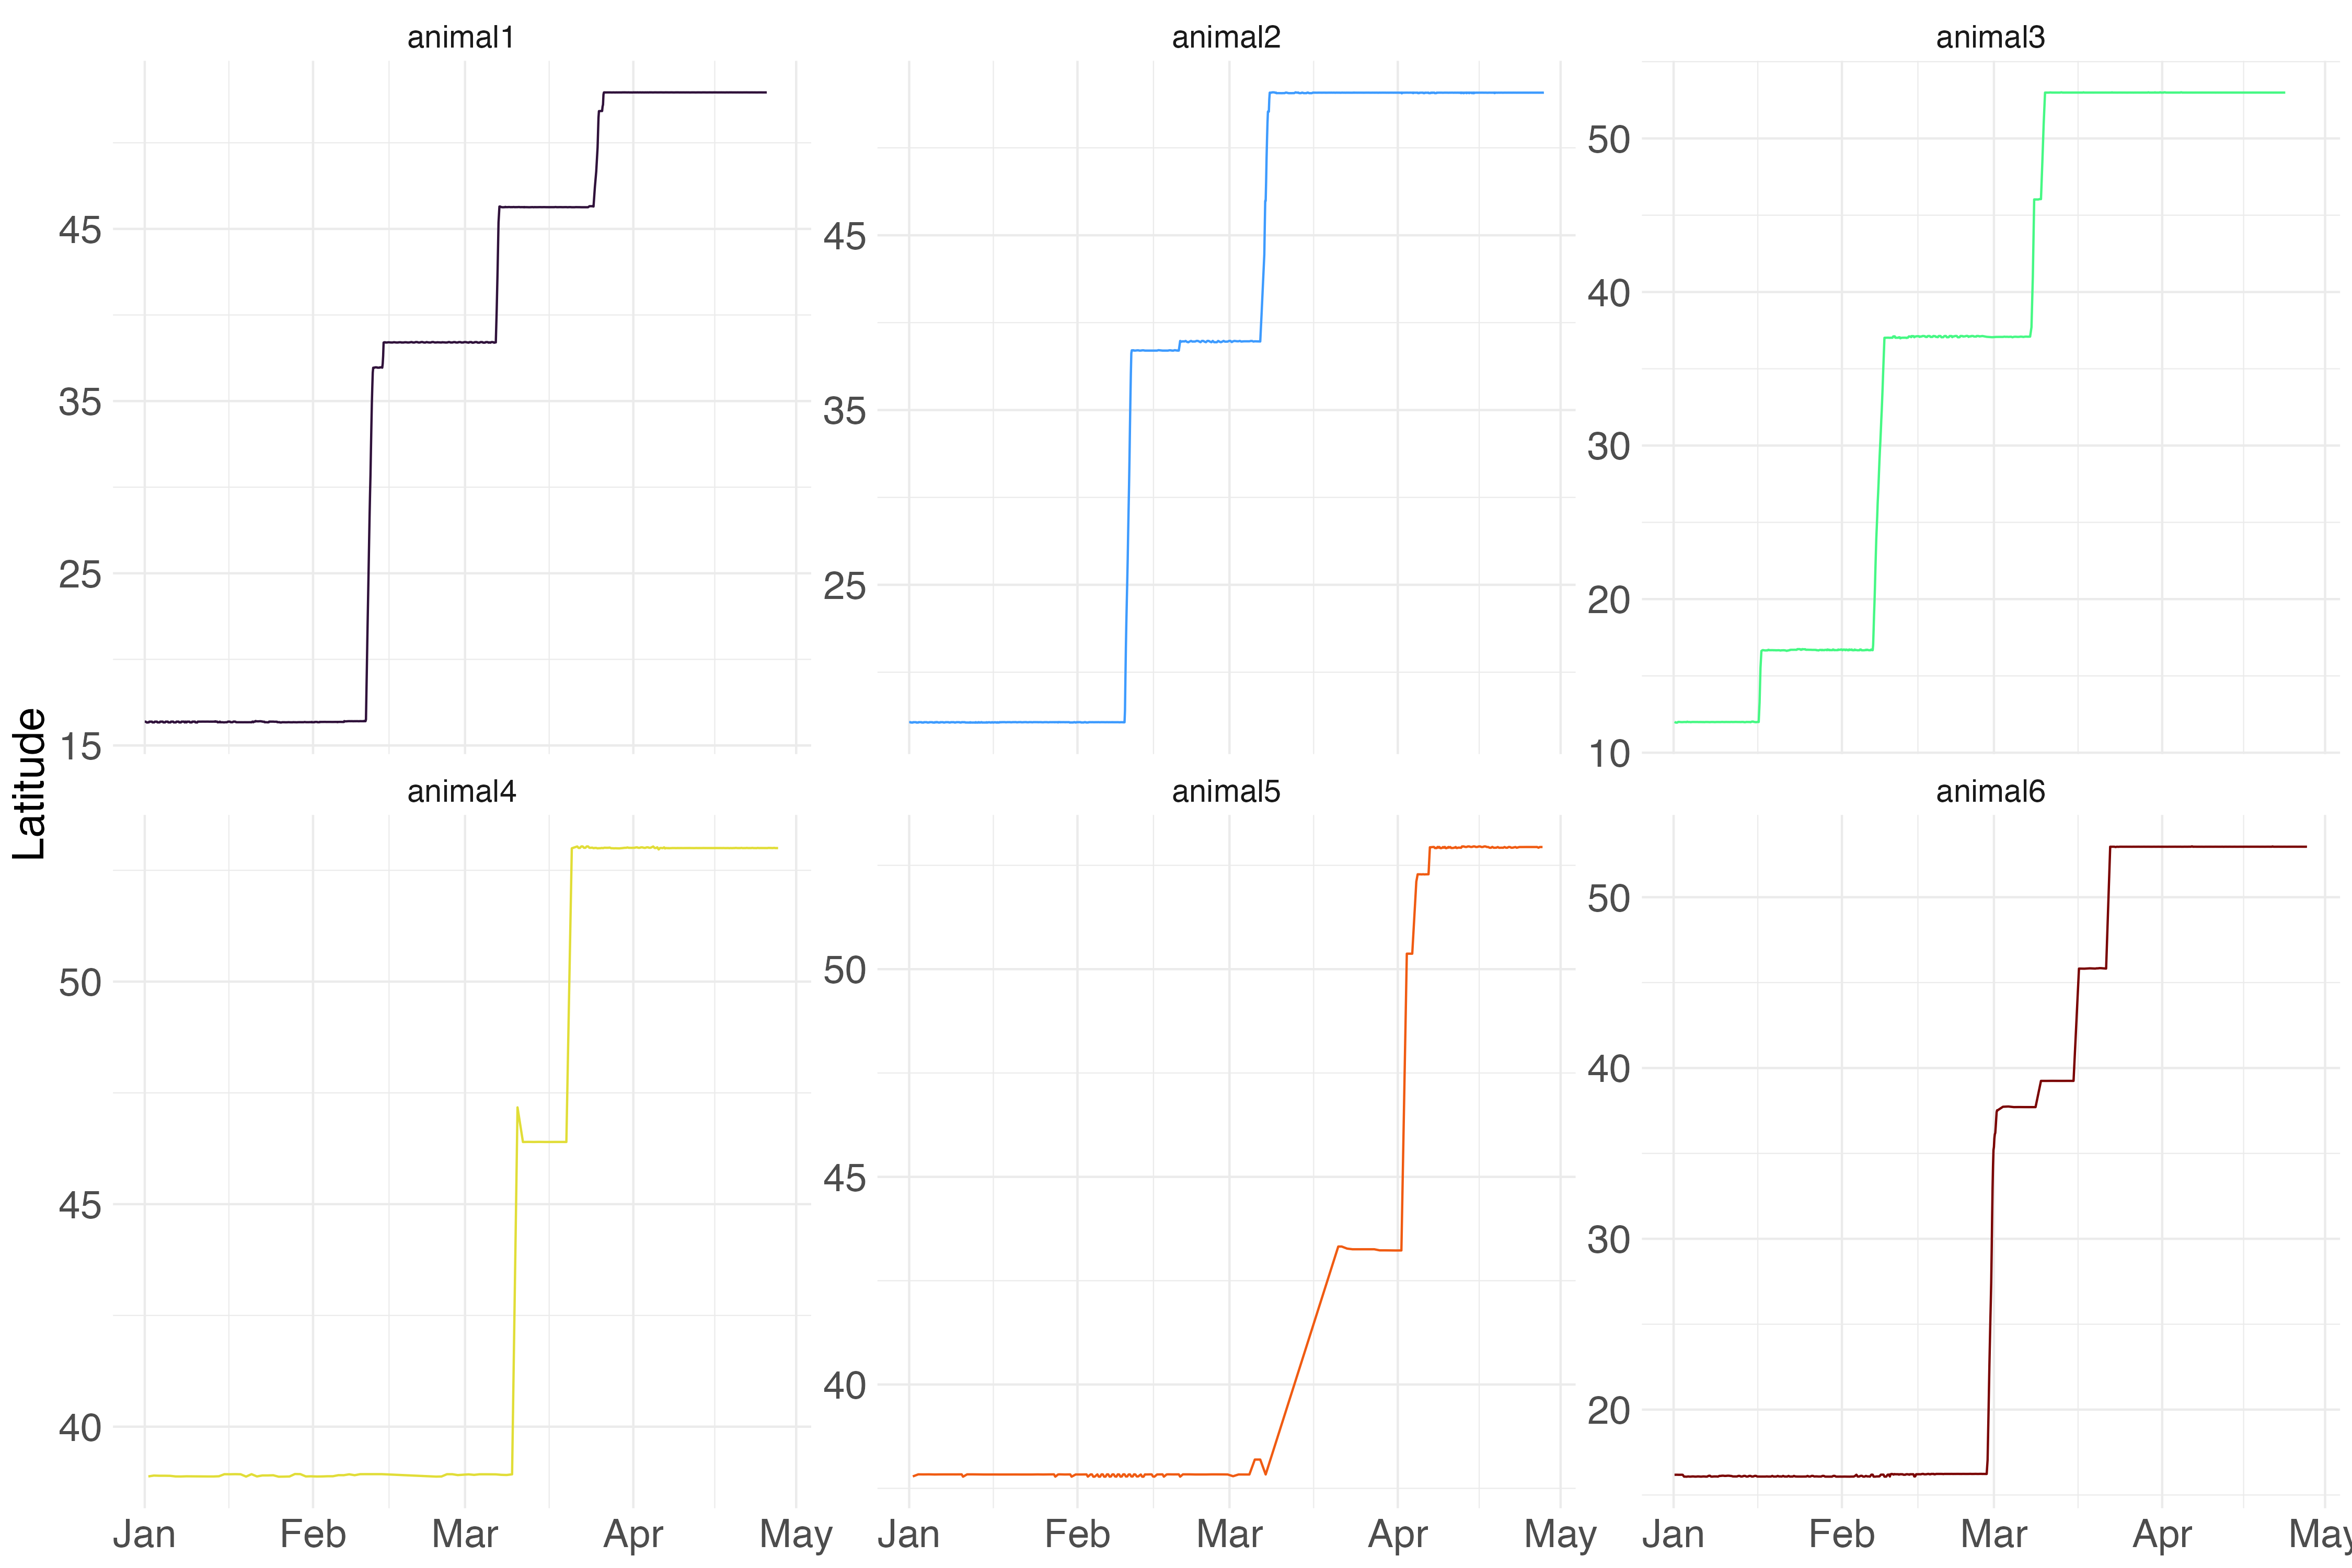 animal1 animal2 animal3
45 45 50
35 35 40
25 25 30
15 20
10
Latitude
animal4 animal5 animal6
50 50 50
45 45 40
40 40 30
20
Jan Feb Mar Apr May Jan Feb Mar Apr May Jan Feb Mar Apr May